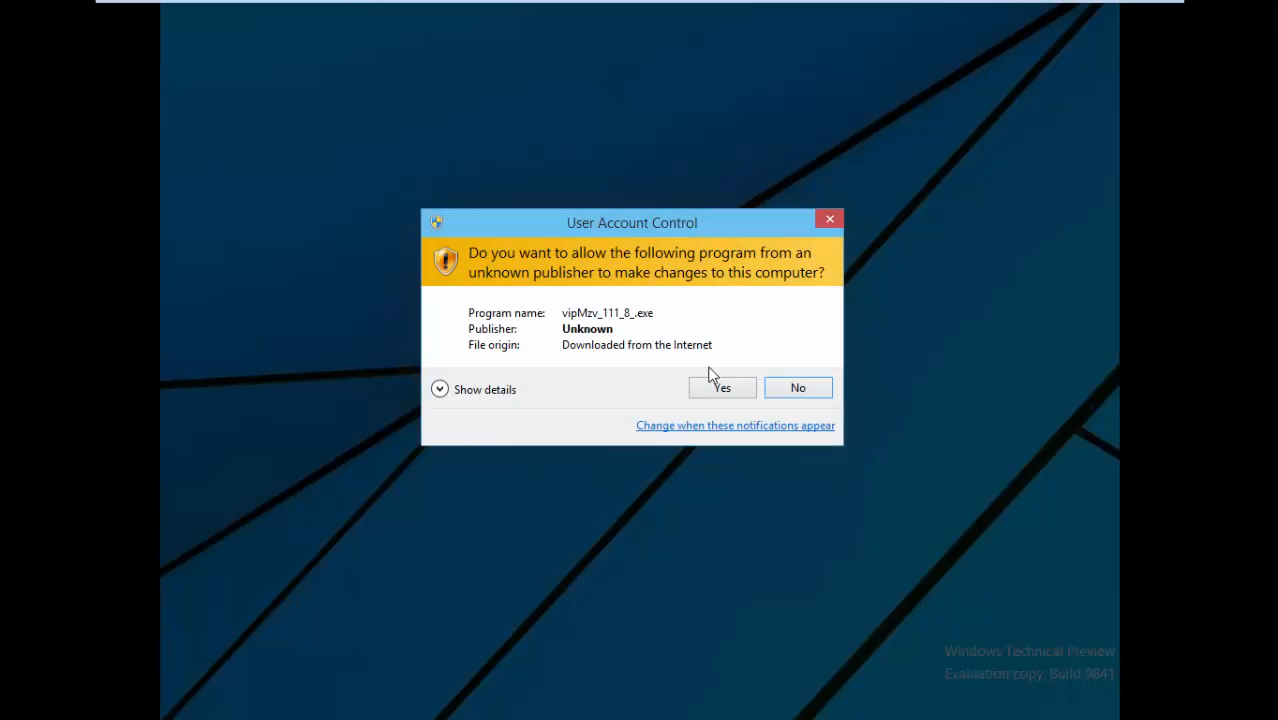 User Account Control
Do you want to allow the following program from an
unknown publisher to make changes to this computer?
Program name: vipMzv_111_8_.exe
Publisher: Unknown
File origin: Downloaded from the Internet
Show details
Yes
No
Change when these notifications appear
Windows Technical Preview
Evaluation copy. Build 9841